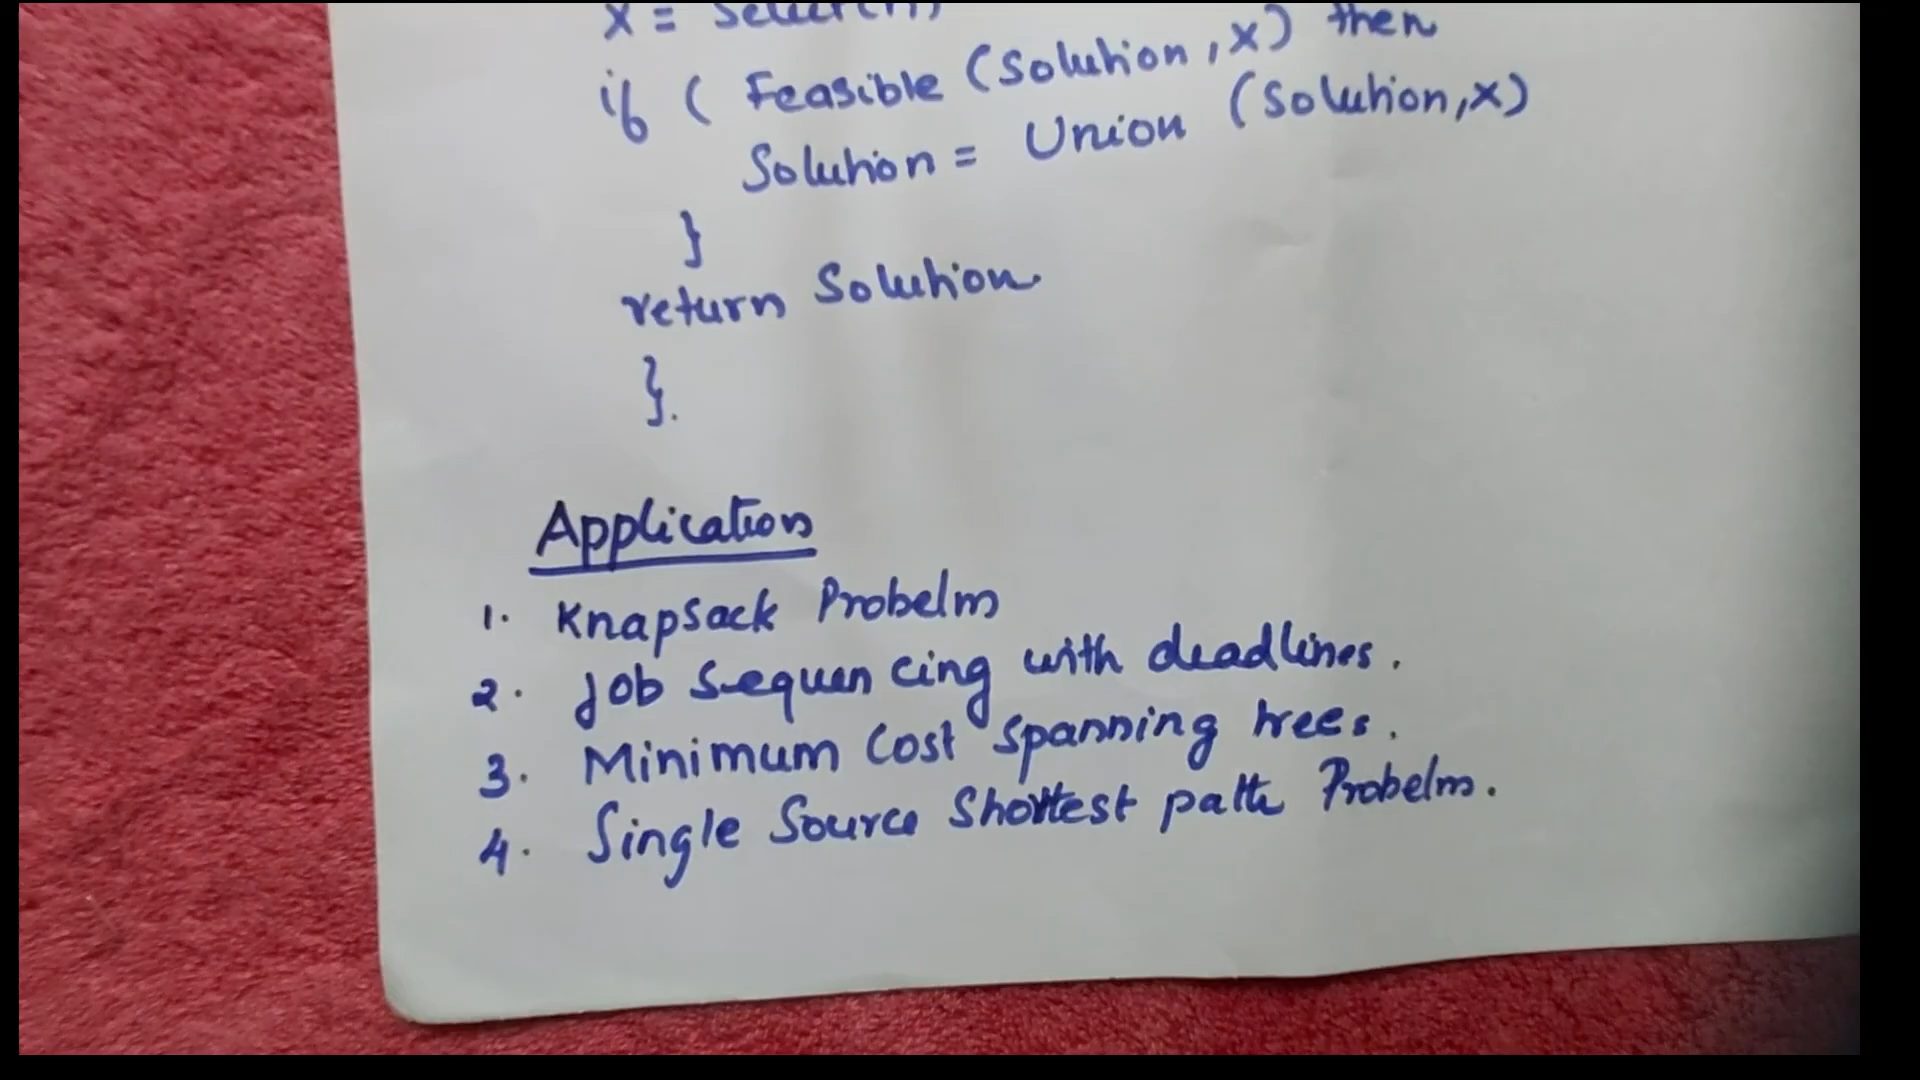 x =
if ( Feasible (Solution, x) then
Solution = Union (Solution, x)
}
return Solution.
}.
Application
1. Knapsack Probelm
2. Job Sequencing with deadlines.
3. Minimum Cost Spanning trees.
4. Single Source Shortest path Probelm.